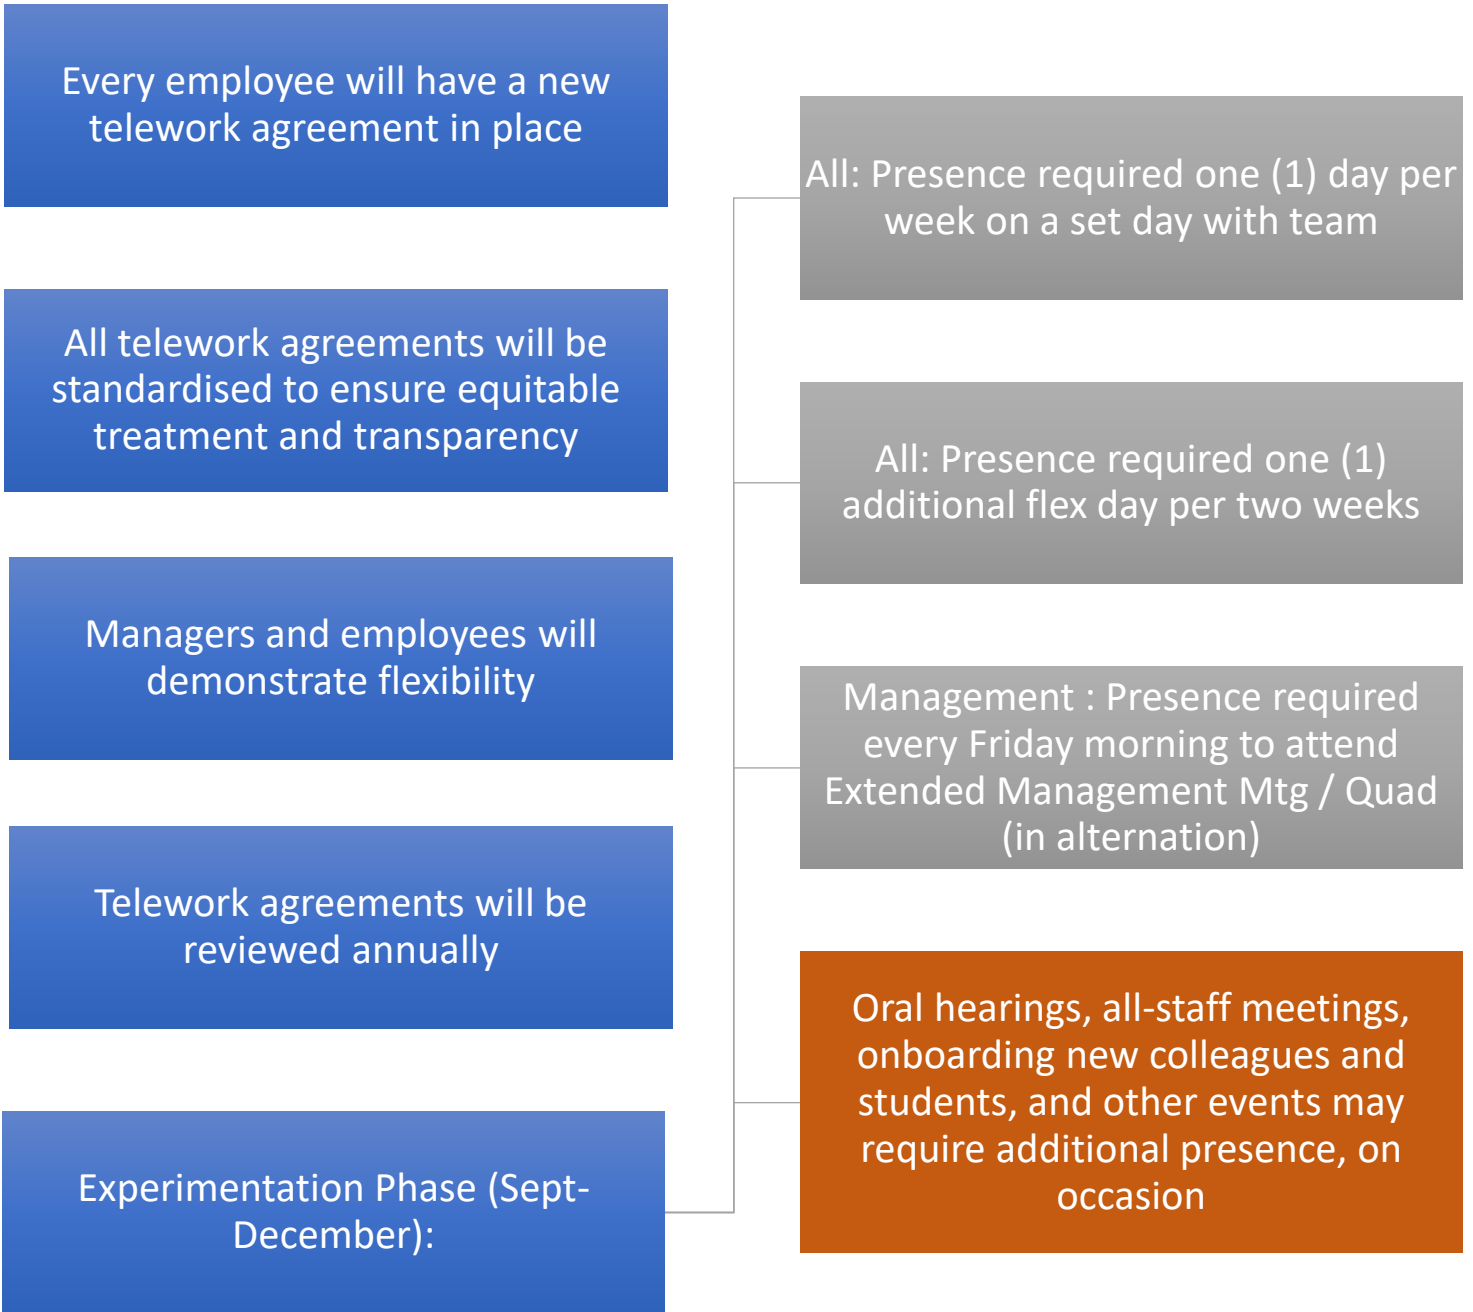 Every employee will have a new
telework agreement in place
All telework agreements will be
standardised to ensure equitable
treatment and transparency
Managers and employees will
demonstrate flexibility
Telework agreements will be
reviewed annually
Experimentation Phase (Sept-
December):
All: Presence required one (1) day per
week on a set day with team
All: Presence required one (1)
additional flex day per two weeks
Management : Presence required
every Friday morning to attend
Extended Management Mtg / Quad
(in alternation)
Oral hearings, all-staff meetings,
onboarding new colleagues and
students, and other events may
require additional presence, on
occasion